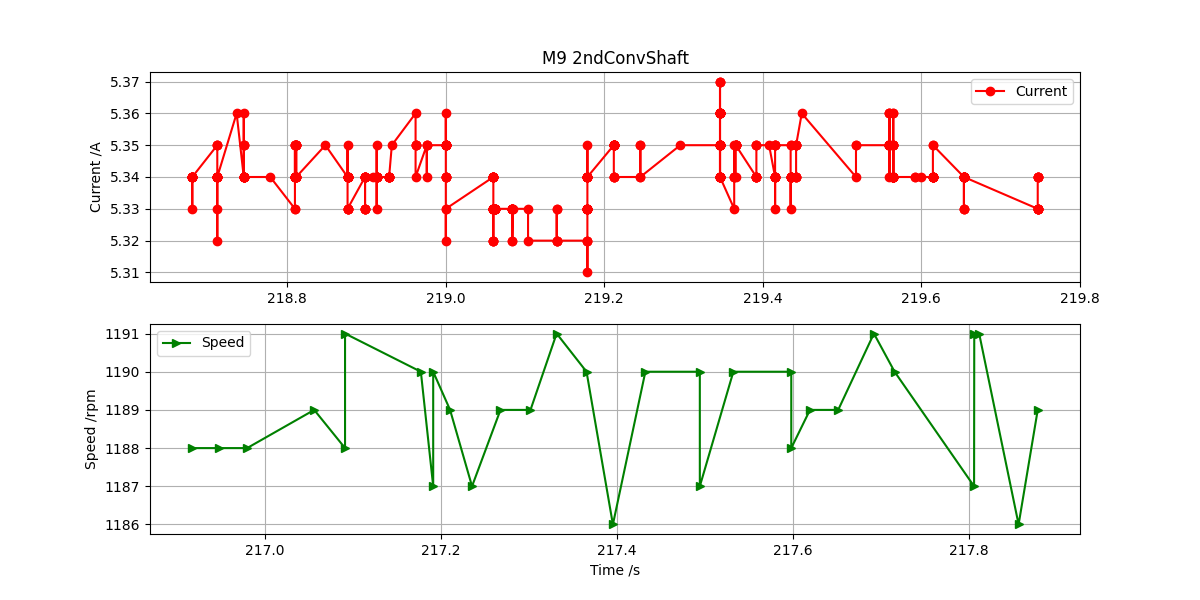 M9 2ndConvShaft
5.37
5.36
5.35
5.34
5.33
5.32
5.31
Current /A
Current
218.8 219.0 219.2 219.4 219.6 219.8
1191
1190
1189
1188
1187
1186
Speed /rpm
Speed
217.0 217.2 217.4 217.6 217.8
Time /s